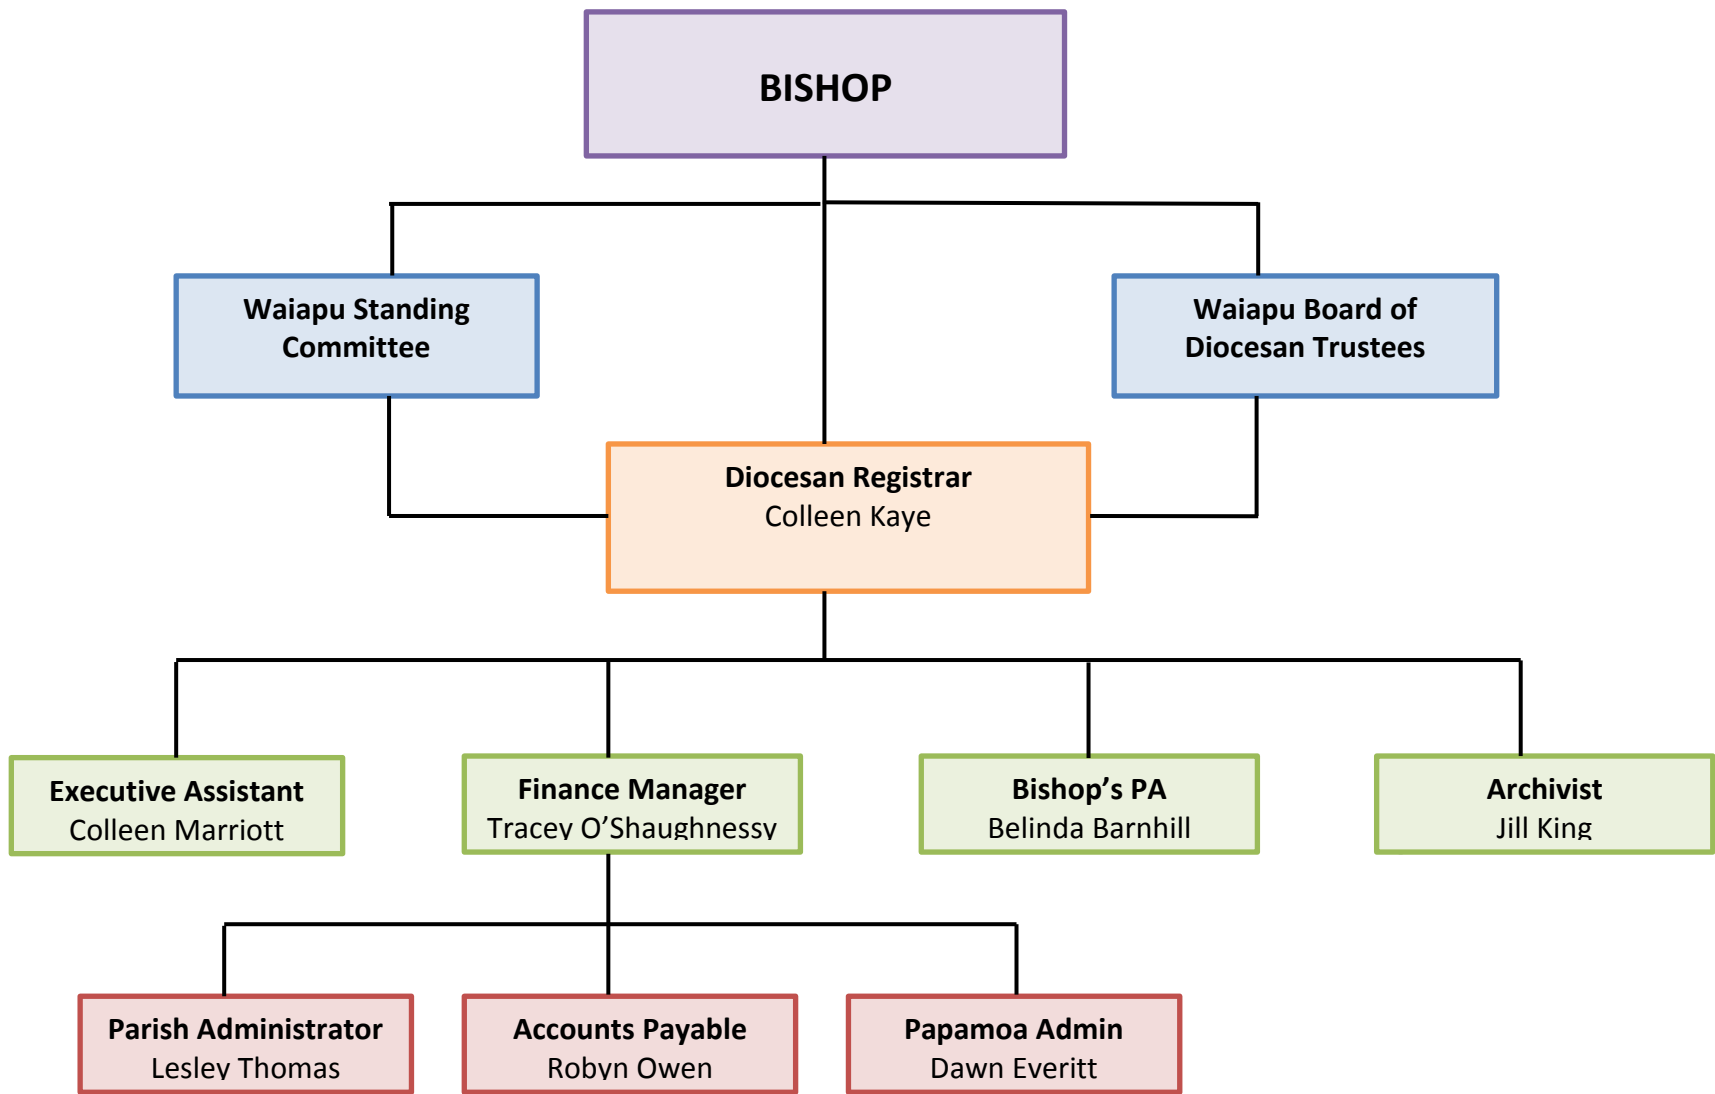 BISHOP
Waiapu Standing
Committee
Waiapu Board of
Diocesan Trustees
Diocesan Registrar
Colleen Kaye
Executive Assistant
Colleen Marriott
Finance Manager
Tracey O’Shaughnessy
Bishop’s PA
Belinda Barnhill
Archivist
Jill King
Parish Administrator
Lesley Thomas
Accounts Payable
Robyn Owen
Papamoa Admin
Dawn Everitt